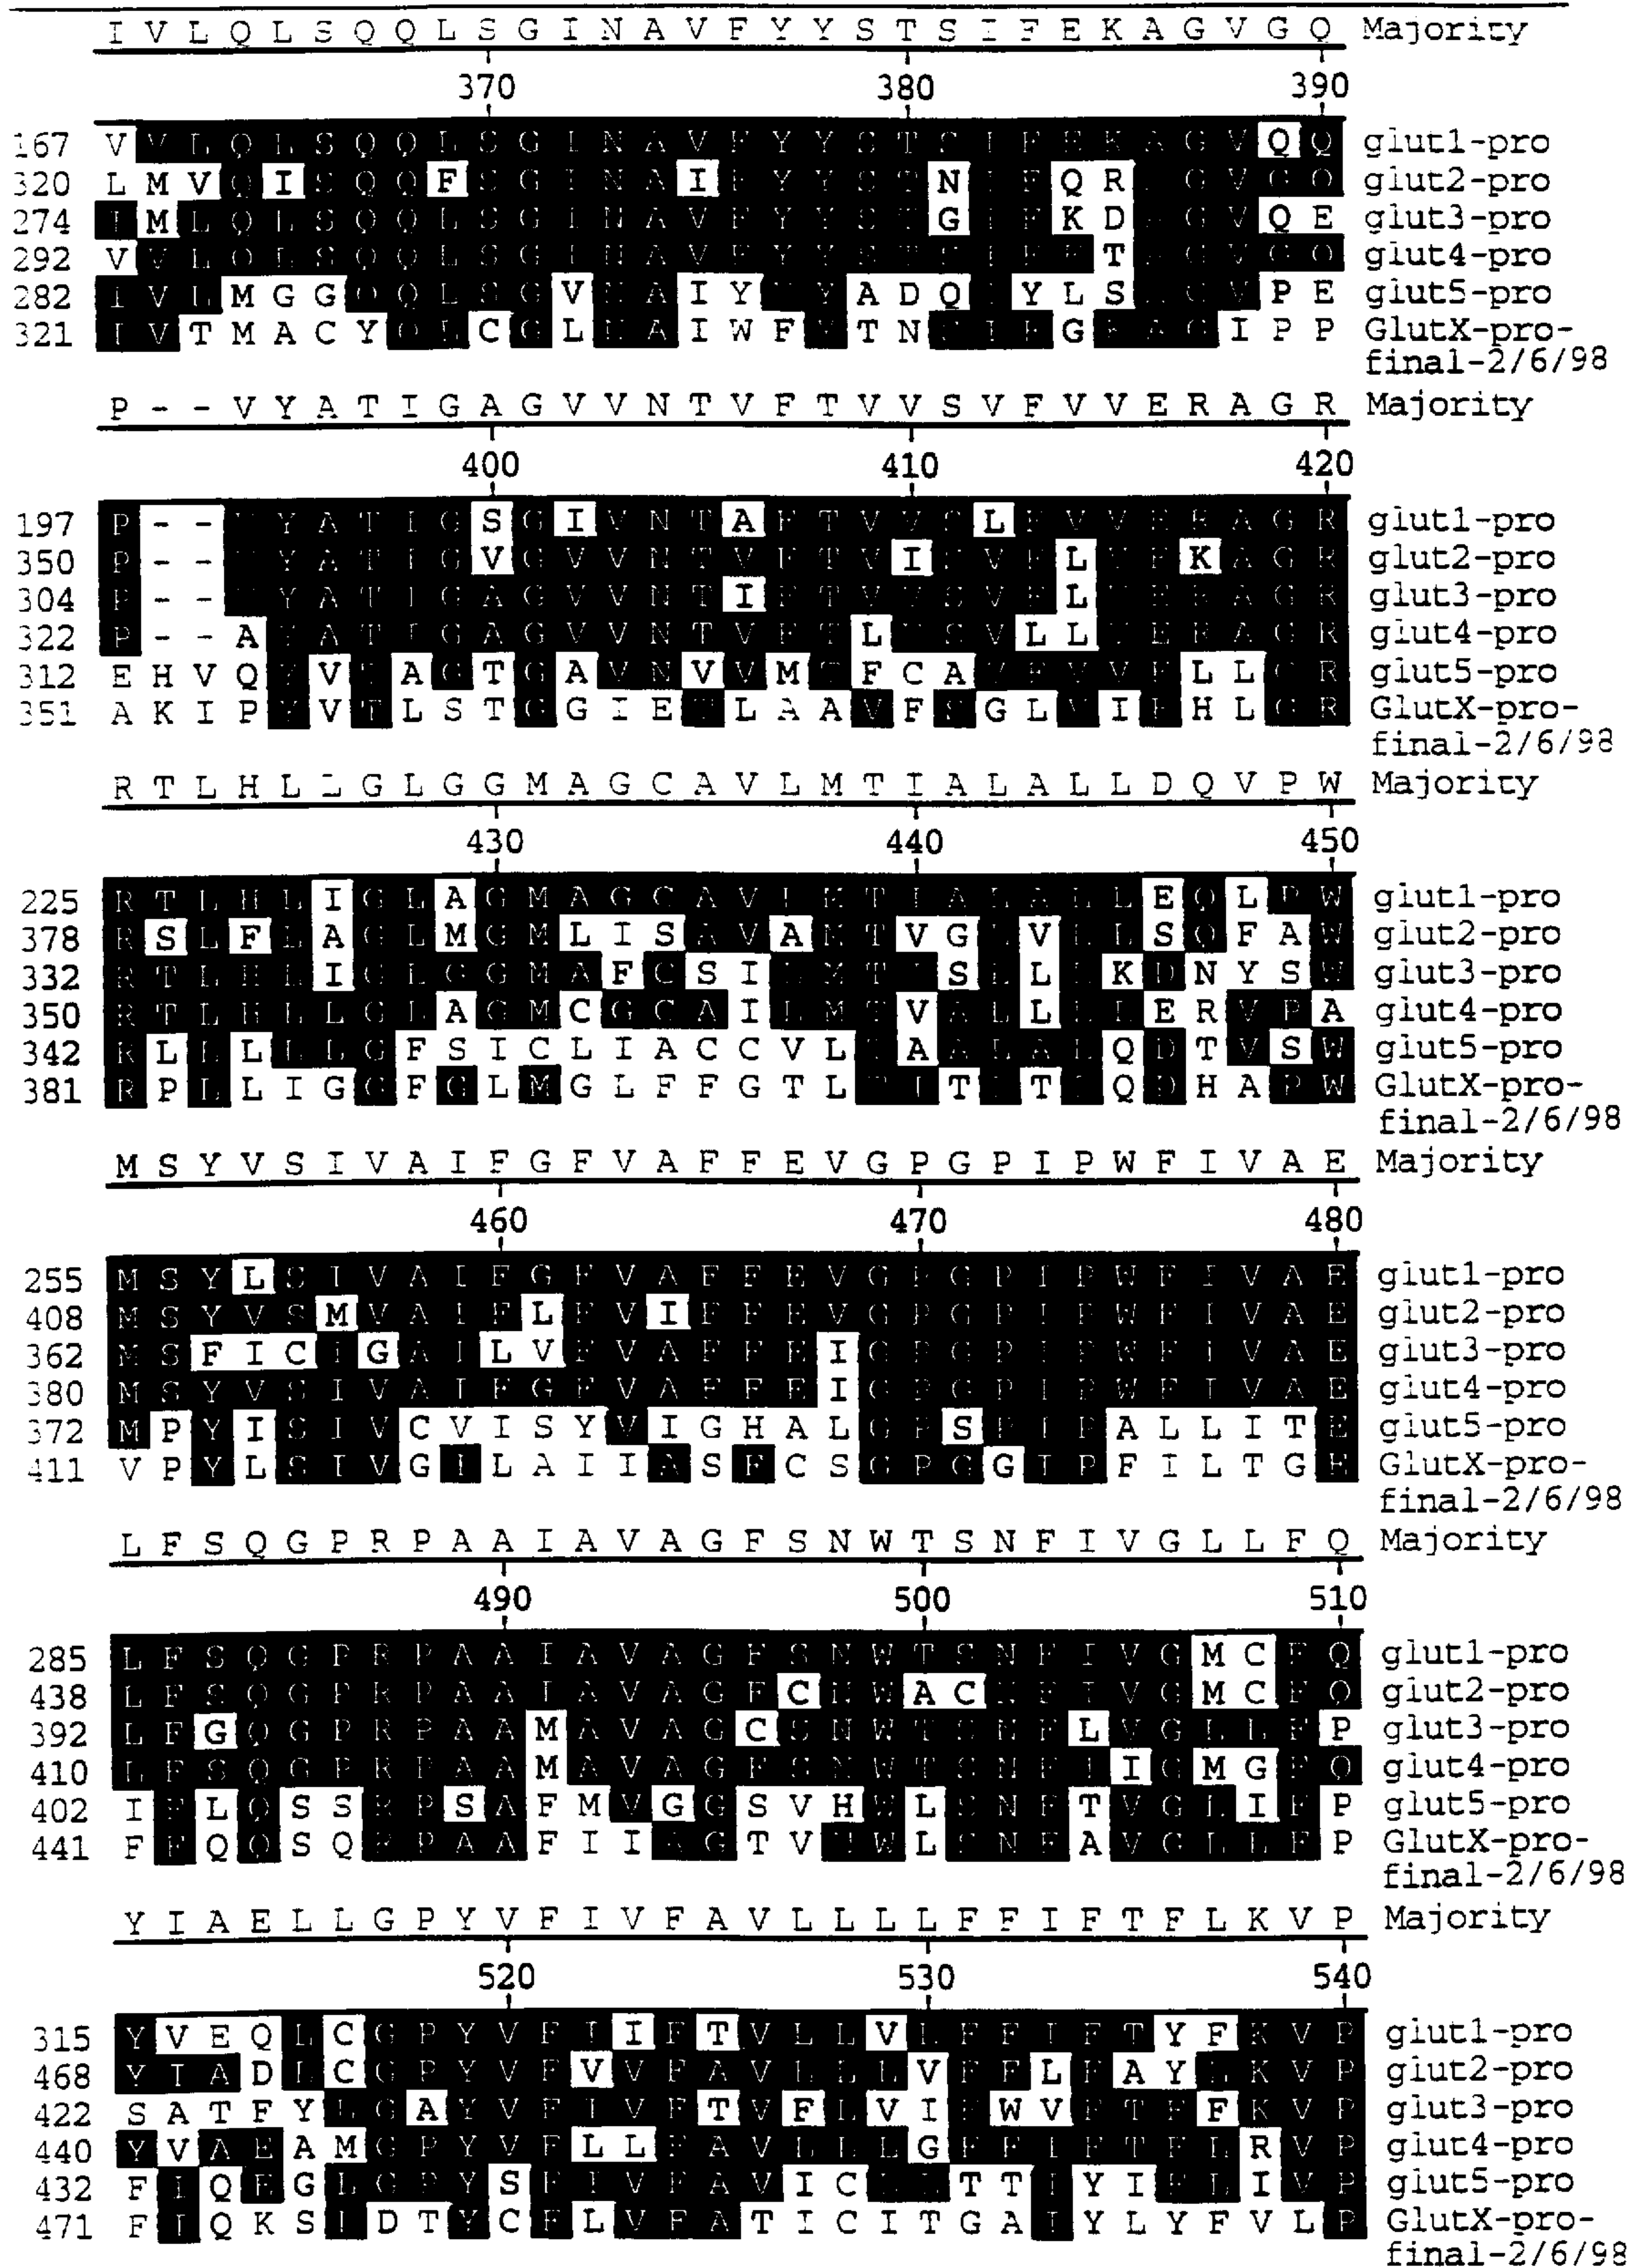 I V L Q L S Q Q L S G I N A V F Y Y S T S I F E K A G V G Q Majority
370 380 390
167 V V L Q L S Q Q L S G I N A V F Y Y S T S I F E K A G V Q Q glut1-pro
320 L M V Q I S Q Q F S G I N A I F Y Y S T N I F Q R A G V G Q glut2-pro
274 I M L Q L S Q Q L S G I N A V F Y Y S T G I F K D A G V Q E glut3-pro
292 V V L Q L S Q Q L S G I N A V F Y Y S T S I F E T A G V G Q glut4-pro
282 I V L M G G Q Q L S G V N A I Y Y Y A D Q I Y L S A G V P E glut5-pro
321 I V T M A C Y Q L C G L N A I W F Y T N S I F G K A G I P P GlutX-pro-
final-2/6/98
P - - V Y A T I G A G V V N T V F T V V S V F V V E R A G R Majority
400 410 420
197 P - - V Y A T I G S G I V N T A F T V V S L F V V E R A G R glut1-pro
350 P - - V Y A T I G V G V V N T V F T V I S V F L V E K A G R glut2-pro
304 P - - V Y A T I G A G V V N T I F T V V S V F L V E R A G R glut3-pro
322 P - - A Y A T I G A G V V N T V F T L V S V L L V E R A G R glut4-pro
312 E H V Q Y V T A G T G A V N V V M T F C A V F V V E L L G R glut5-pro
351 A K I P Y V T L S T G G I E T L A A V F S G L V I E H L G R GlutX-pro-
final-2/6/98
R T L H L L G L G G M A G C A V L M T I A L A L L D Q V P W Majority
430 440 450
225 R T L H L I G L A G M A G C A V L M T I A L A L L E Q L P W glut1-pro
378 R S L F L A G L M G M L I S A V A M T V G L V L L S Q F A W glut2-pro
332 R T L H L I G L G G M A F C S I L M T I S L L L K D N Y S W glut3-pro
350 R T L H L L G L A G M C G C A I L M T V A L L L L E R V P A glut4-pro
342 R L L L L L G F S I C L I A C C V L T A A L A L Q D T V S W glut5-pro
381 R P L L I G G F G L M G L F F G T L T I T L T L Q D H A P W GlutX-pro-
final-2/6/98
M S Y V S I V A I F G F V A F F E V G P G P I P W F I V A E Majority
460 470 480
255 M S Y L S I V A I F G F V A F F E V G P G P I P W F I V A E glut1-pro
408 M S Y V S M V A I F L F V I F F E V G P G P I P W F I V A E glut2-pro
362 M S F I C I G A I L V F V A F F E I G P G P I P W F I V A E glut3-pro
380 M S Y V S I V A I F G F V A F F E I G P G P I P W F I V A E glut4-pro
372 M P Y I S I V C V I S Y V I G H A L G P S P I P A L L I T E glut5-pro
411 V P Y L S I V G I L A I I A S F C S G P G G I P F I L T G E GlutX-pro-
final-2/6/98
L F S Q G P R P A A I A V A G F S N W T S N F I V G L L F Q Majority
490 500 510
285 L F S Q G P R P A A I A V A G F S N W T S N F I V G M C F Q glut1-pro
438 L F S Q G P R P A A I A V A G F C N W A C N F I V G M C F Q glut2-pro
392 L F G Q G P R P A A M A V A G C S N W T S N F L V G L L F P glut3-pro
410 L F S Q G P R P A A M A V A G F S N W T S N F I I G M G F Q glut4-pro
402 I F L Q S S R P S A F M V G G S V H W L S N F T V G L I F P glut5-pro
441 F F Q Q S Q R P A A F I I A G T V N W L S N F A V G L L F P GlutX-pro-
final-2/6/98
Y I A E L L G P Y V F I V F A V L L L L F F I F T F L K V P Majority
520 530 540
315 Y V E Q L C G P Y V F I I F T V L L V L F F I F T Y F K V P glut1-pro
468 Y I A D L C G P Y V F V V F A V L L L V F F L F A Y L K V P glut2-pro
422 S A T F Y L G A Y V F I V F T V F L V I F W V F T F F K V P glut3-pro
440 Y V A E A M G P Y V F L L F A V L L L G F F I F T F L R V P glut4-pro
432 F I Q E G L G P Y S F I V F A V I C L L T T I Y I F L I V P glut5-pro
471 F I Q K S L D T Y C F L V F A T I C I T G A I Y L Y F V L P GlutX-pro-
final-2/6/98